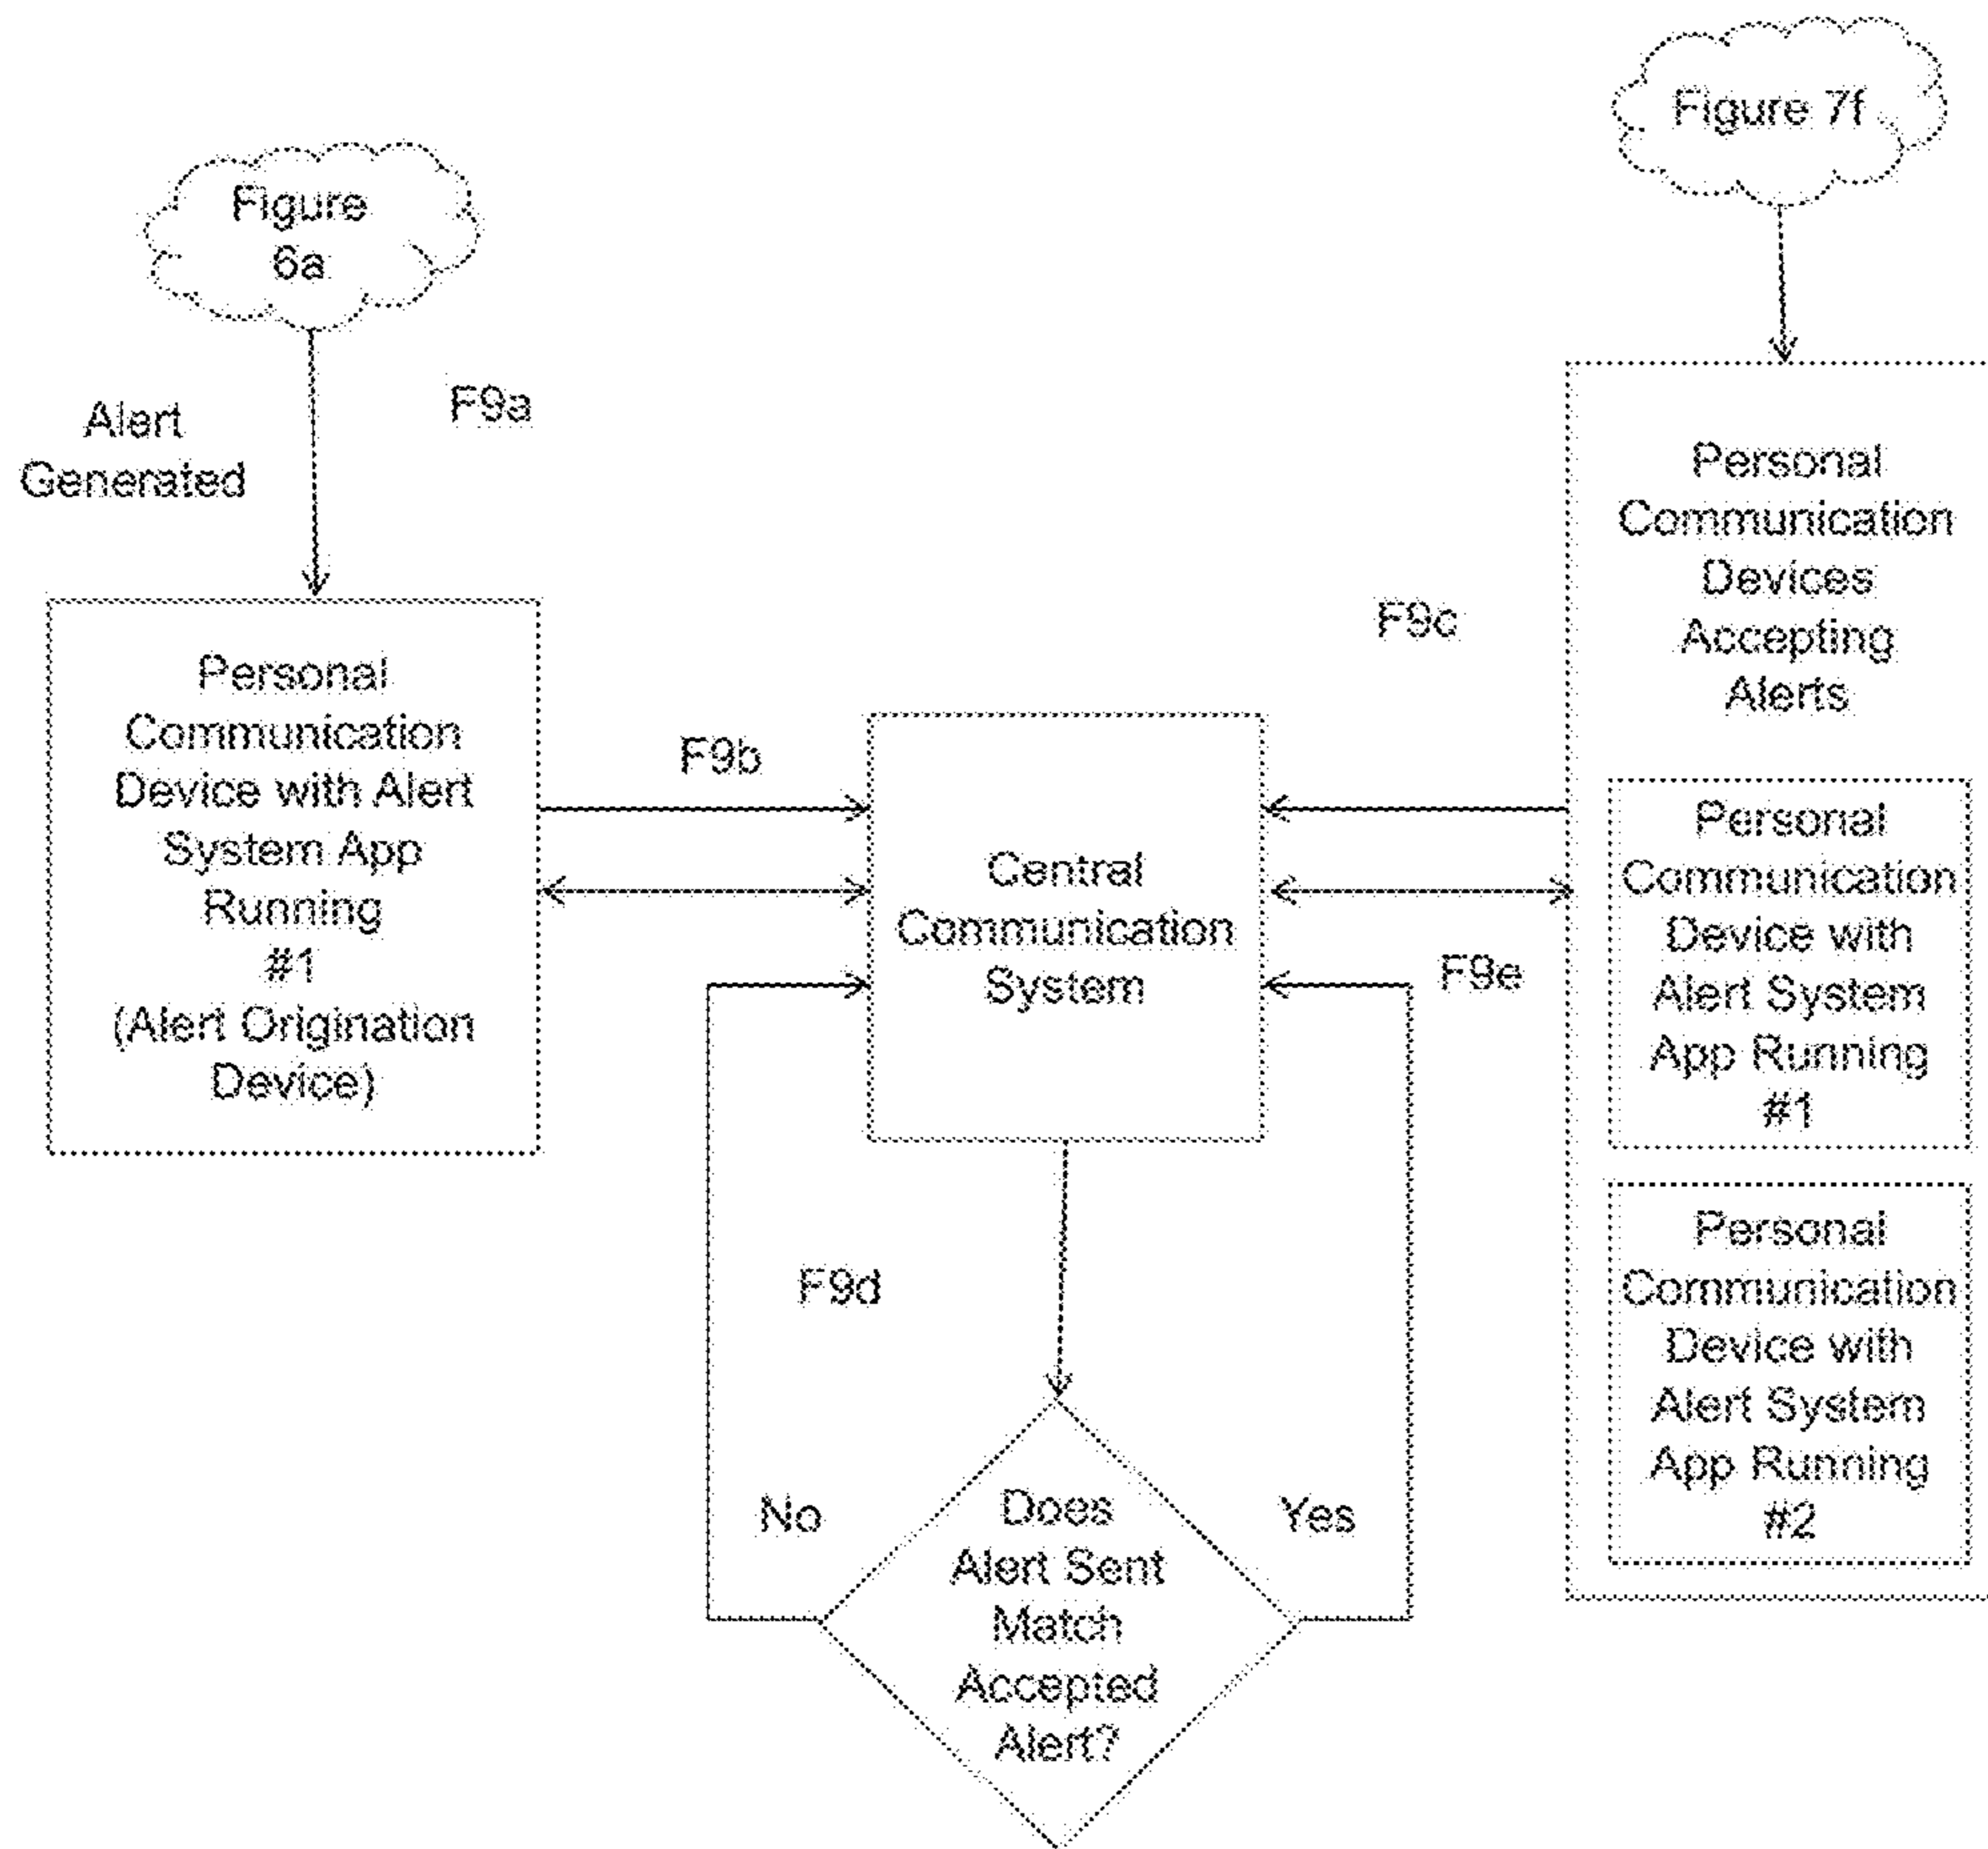 Figure 7f
Figure
6a
Alert
Generated
F9a
Personal
Communication
Device with Alert
System App
Running
#1
(Alert Origination
Device)
F9b
Central
Communication
System
F9c
F9e
Personal
Communication
Devices
Accepting
Alerts
Personal
Communication
Device with
Alert System
App Running
#1
Personal
Communication
Device with
Alert System
App Running
#2
F9d
No
Does
Alert Sent
Match
Accepted
Alert?
Yes